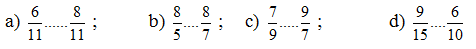 a) 6/11......8/11 ; b) 8/5....8/7 ; c) 7/9.....9/7 ; d) 9/15....6/10